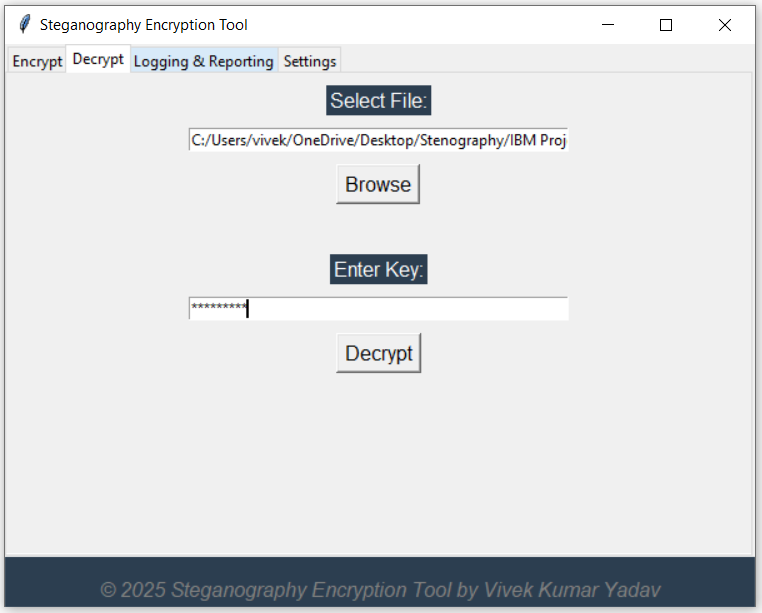 Steganography Encryption Tool
Encrypt Decrypt Logging & Reporting Settings
Select File:
C:/Users/vivek/OneDrive/Desktop/Stenography/IBM Proj
Browse
Enter Key:
*********
Decrypt
© 2025 Steganography Encryption Tool by Vivek Kumar Yadav